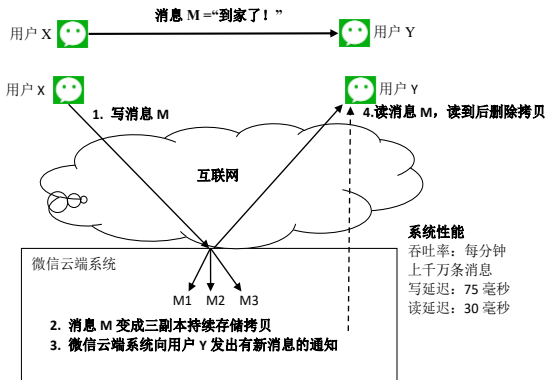 消息 M =“到家了！”
用户 X
用户 Y
用户 X
用户 Y
1. 写消息 M
4.读消息 M，读到后删除拷贝
互联网
系统性能
吞吐率：每分钟
上千万条消息
写延迟：75 毫秒
读延迟：30 毫秒
微信云端系统
M1 M2 M3
2. 消息 M 变成三副本持续存储拷贝
3. 微信云端系统向用户 Y 发出有新消息的通知